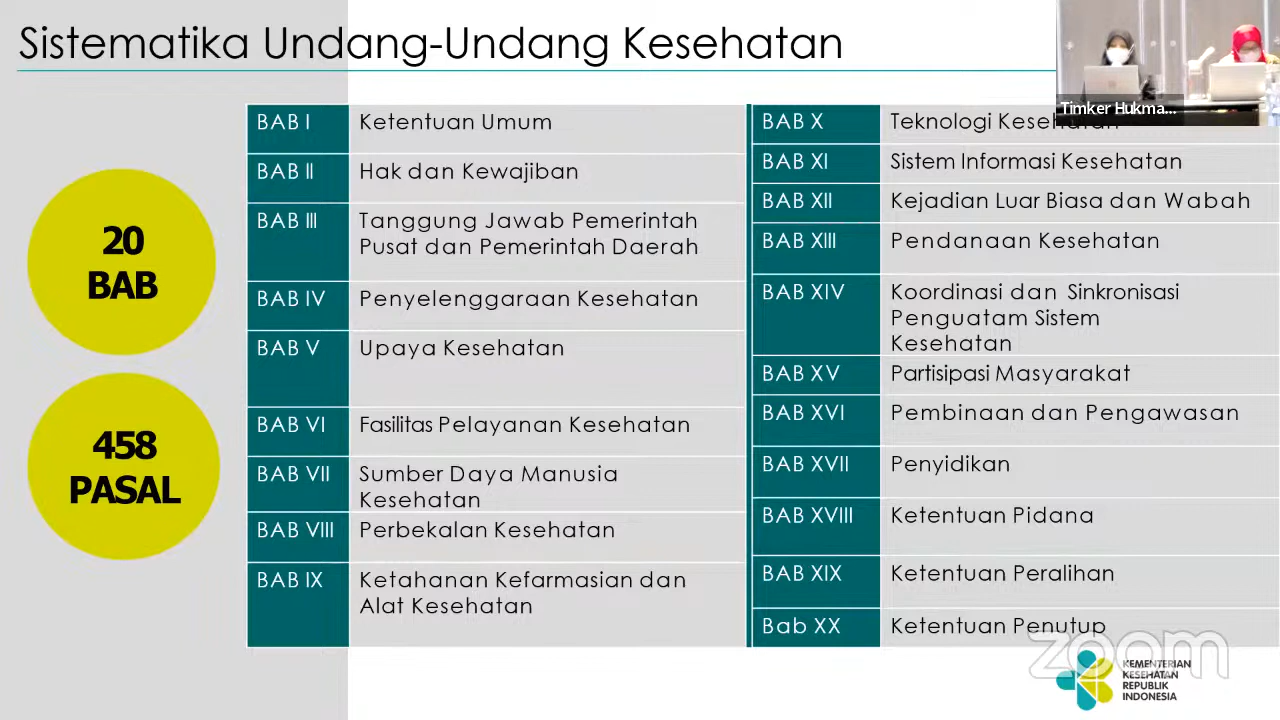 Sistematika Undang-Undang Kesehatan
Timker Hukma...
20
BAB
458
PASAL
BAB I Ketentuan Umum
BAB II Hak dan Kewajiban
BAB III Tanggung Jawab Pemerintah
Pusat dan Pemerintah Daerah
BAB IV Penyelenggaraan Kesehatan
BAB V Upaya Kesehatan
BAB VI Fasilitas Pelayanan Kesehatan
BAB VII Sumber Daya Manusia
Kesehatan
BAB VIII Perbekalan Kesehatan
BAB IX Ketahanan Kefarmasian dan
Alat Kesehatan
BAB X Teknologi Kesehatan
BAB XI Sistem Informasi Kesehatan
BAB XII Kejadian Luar Biasa dan Wabah
BAB XIII Pendanaan Kesehatan
BAB XIV Koordinasi dan Sinkronisasi
Penguatam Sistem
Kesehatan
BAB XV Partisipasi Masyarakat
BAB XVI Pembinaan dan Pengawasan
BAB XVII Penyidikan
BAB XVIII Ketentuan Pidana
BAB XIX Ketentuan Peralihan
Bab XX Ketentuan Penutup
zoom
KEMENTERIAN
KESEHATAN
REPUBLIK
INDONESIA